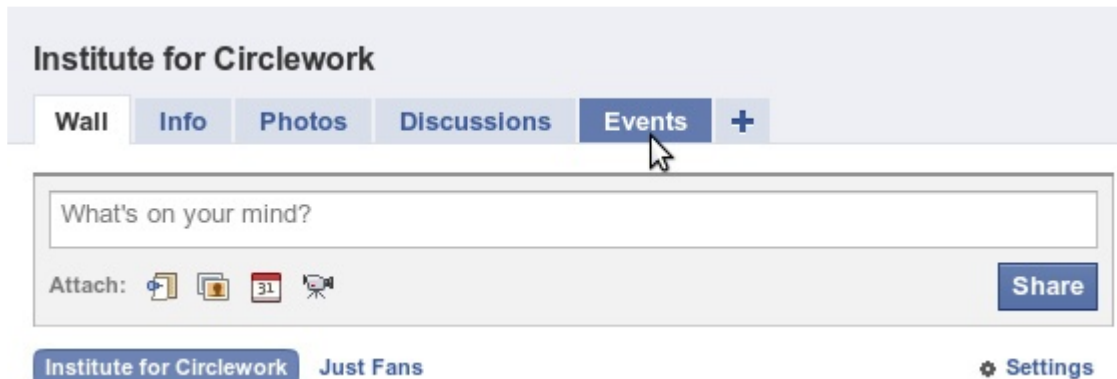 Institute for Circlework
Wall Info Photos Discussions Events +
What's on your mind?
Attach: 31 Share
Institute for Circlework Just Fans Settings